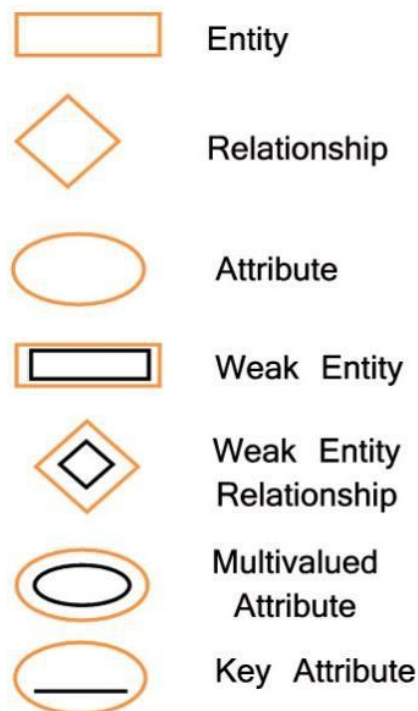 Entity
Relationship
Attribute
Weak Entity
Weak Entity
Relationship
Multivalued
Attribute
Key Attribute